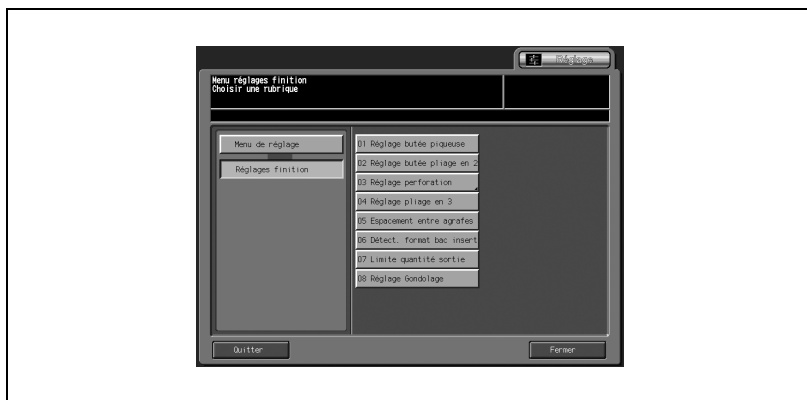 Réglage
Menu réglages finition
Choisir une rubrique
Menu de réglage
Réglages finition
01 Réglage butée piqueuse
02 Réglage butée pliage en 2
03 Réglage perforation
04 Réglage pliage en 3
05 Espacement entre agrafes
06 Détect. format bac insert
07 Limite quantité sortie
08 Réglage Gondolage
Quitter
Fermer